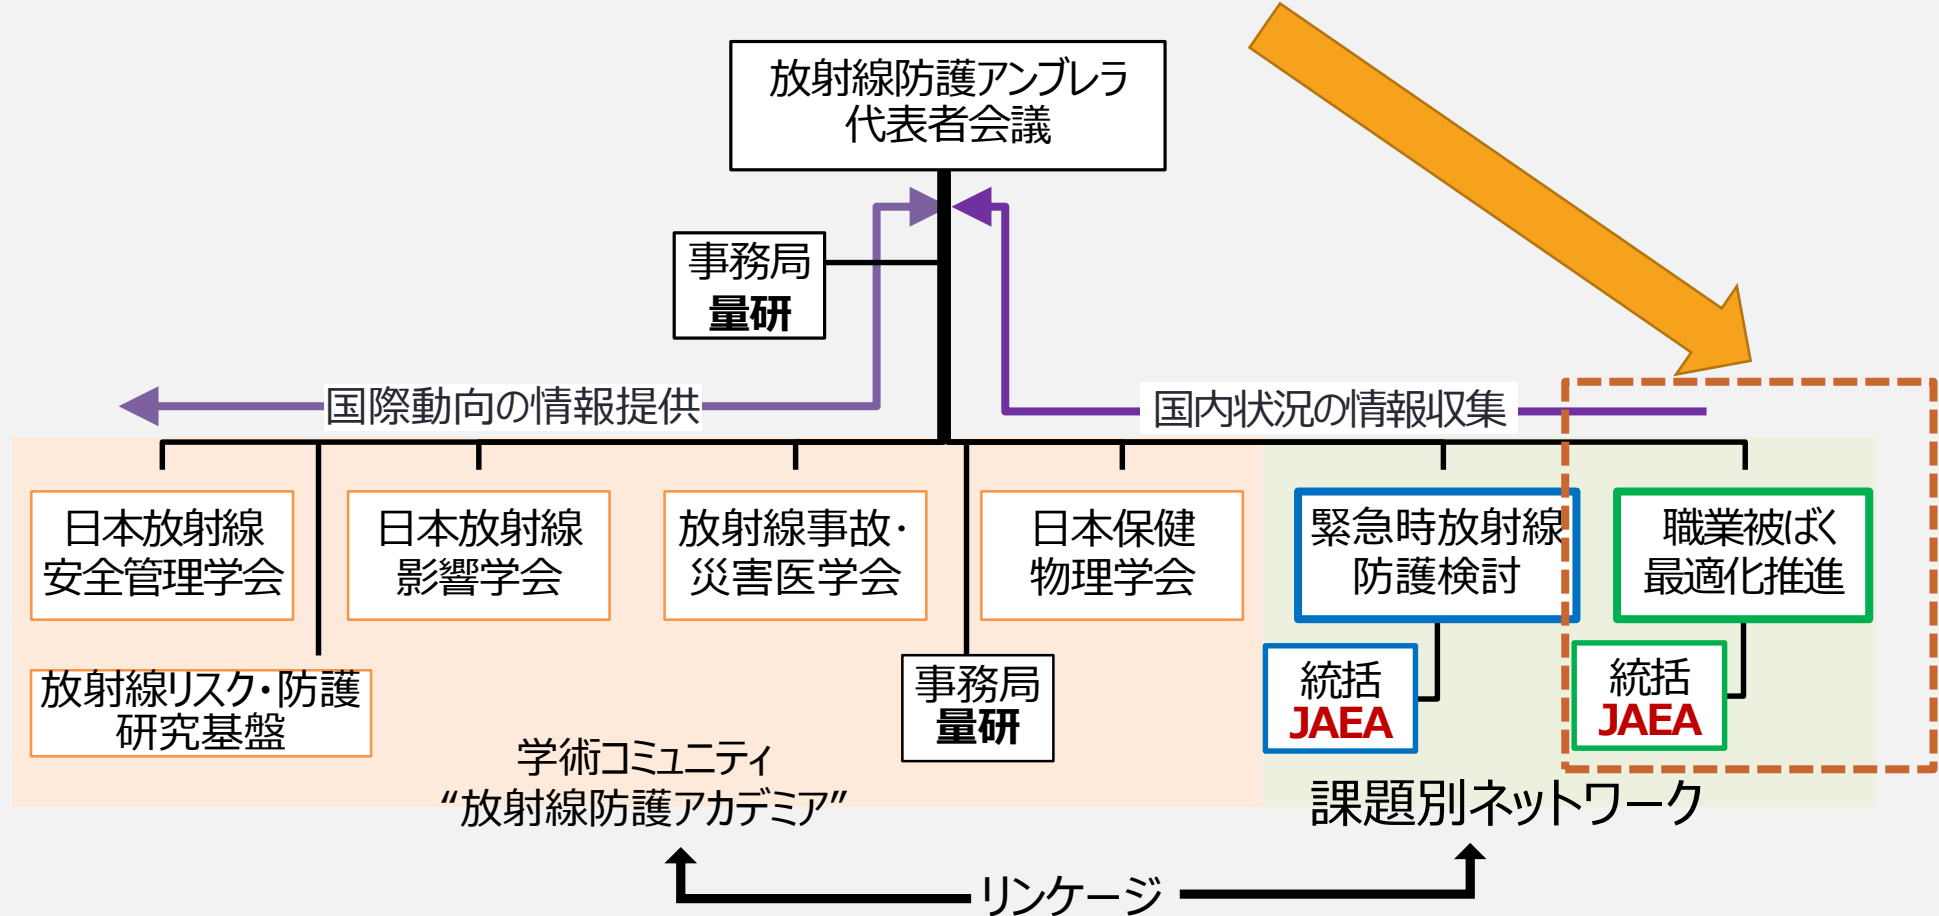 放射線防護アンブレラ
代表者会議
事務局
量研
国際動向の情報提供
国内状況の情報収集
日本放射線
安全管理学会
日本放射線
影響学会
放射線事故・
災害医学会
日本保健
物理学会
緊急時放射線
防護検討
職業被ばく
最適化推進
放射線リスク・防護
研究基盤
事務局
量研
統括
JAEA
統括
JAEA
学術コミュニティ
“放射線防護アカデミア”
課題別ネットワーク
リンケージ